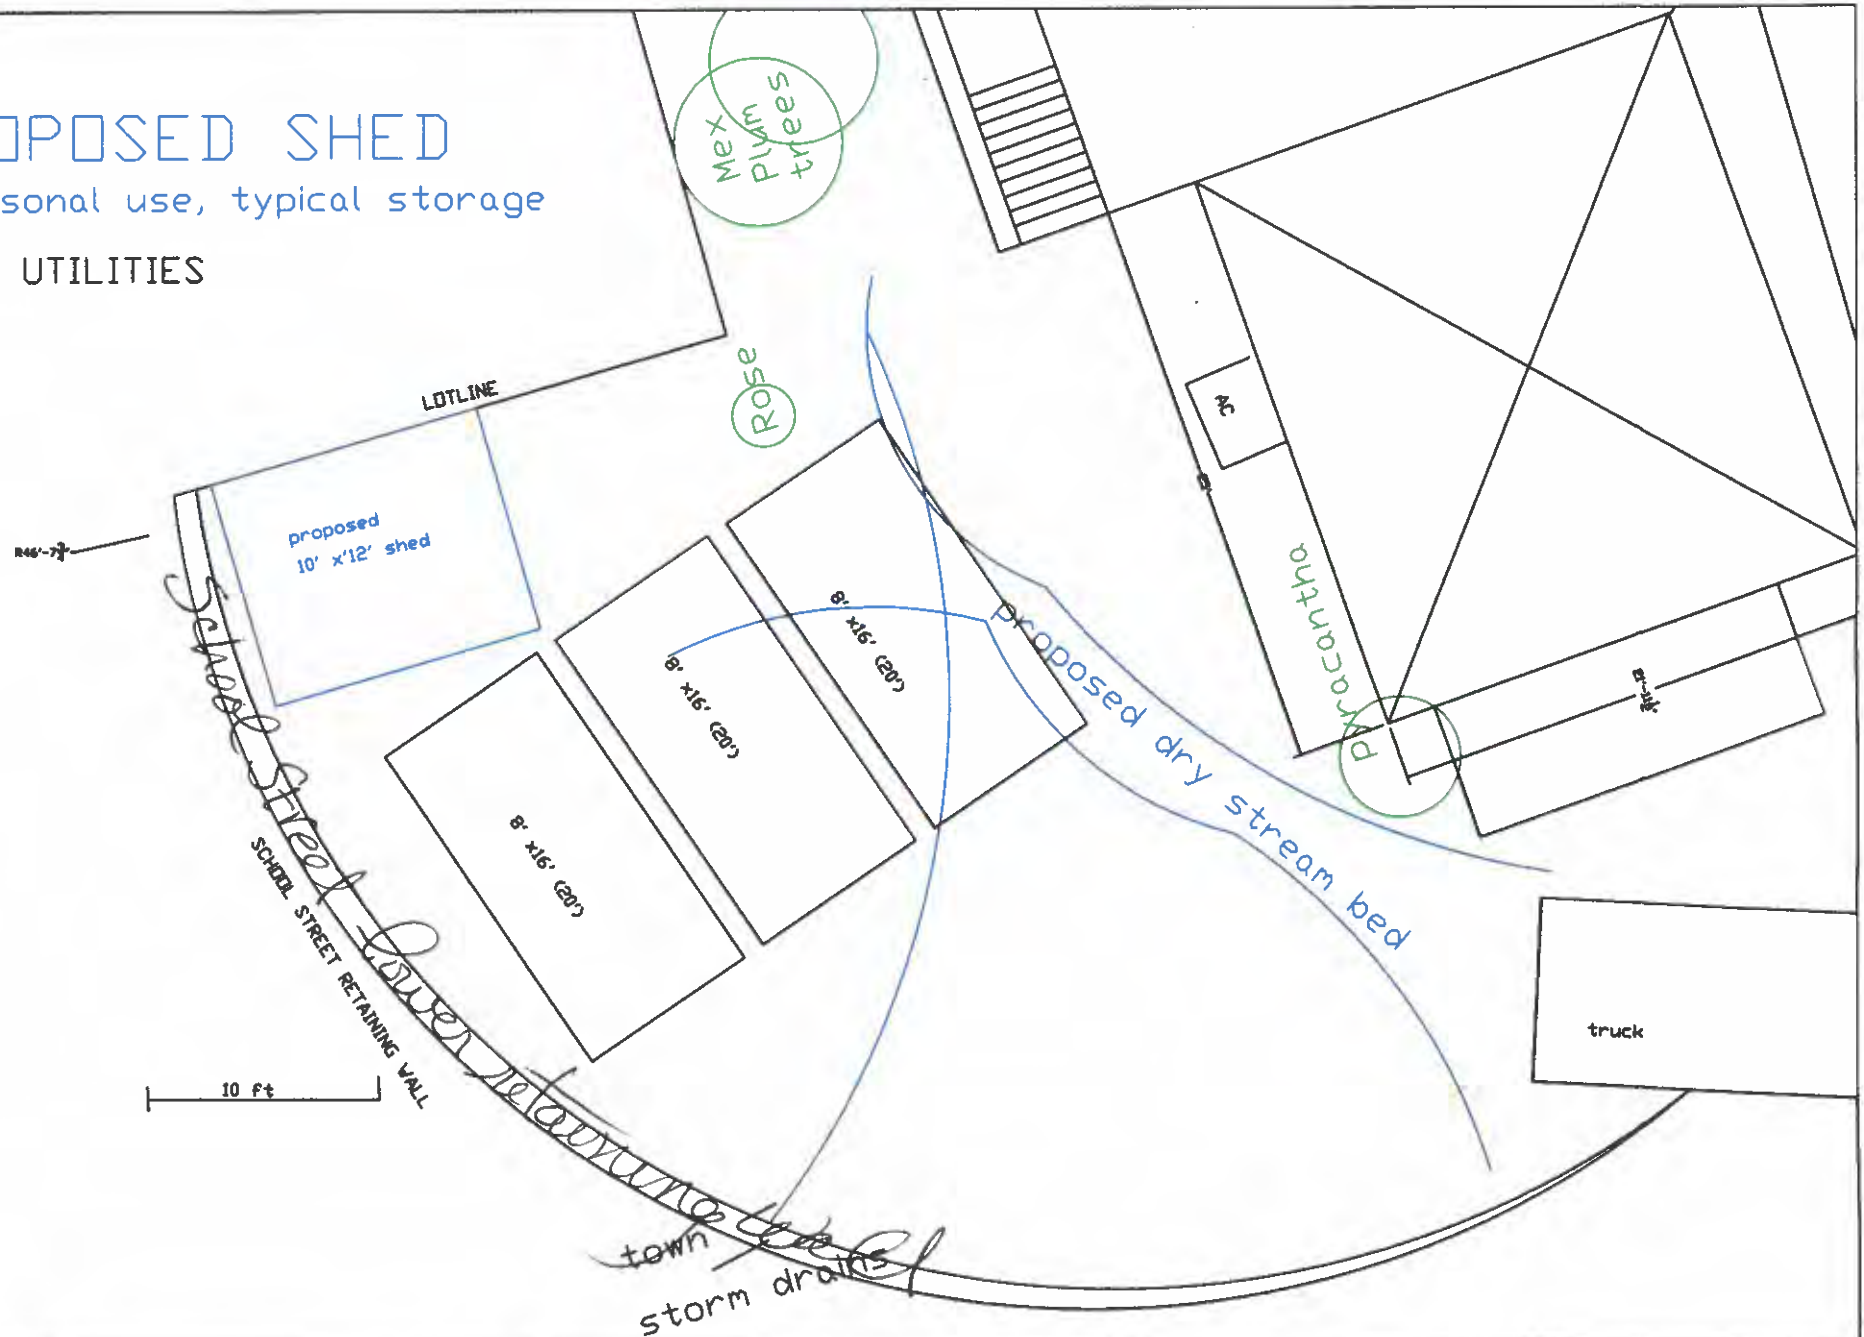 OPOSED SHED
sonal use, typical storage
UTILITIES
Mex
Plum
trees
LOTLINE
Rose
AC
proposed
10' x'12' shed
8' x16' (20')
8' x16' (20')
8' x16' (20')
pyracantha
proposed dry stream bed
School Street Lower retaining wall
SCHOOL STREET RETAINING WALL
10 ft
truck
town
storm drains